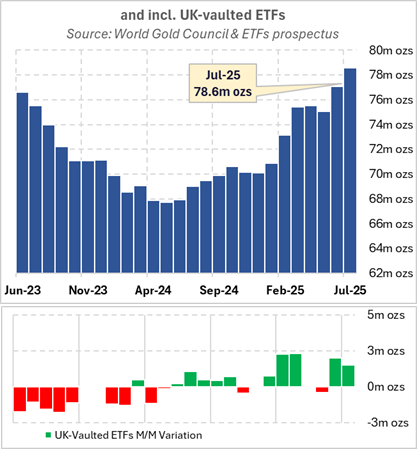 and incl. UK-vaulted ETFs
Source: World Gold Council & ETFs prospectus
80m ozs
78m ozs
76m ozs
74m ozs
72m ozs
70m ozs
68m ozs
66m ozs
64m ozs
62m ozs
Jul-25
78.6m ozs
Jun-23
Nov-23
Apr-24
Sep-24
Feb-25
Jul-25
5m ozs
3m ozs
0m ozs
-3m ozs
UK-Vaulted ETFs M/M Variation